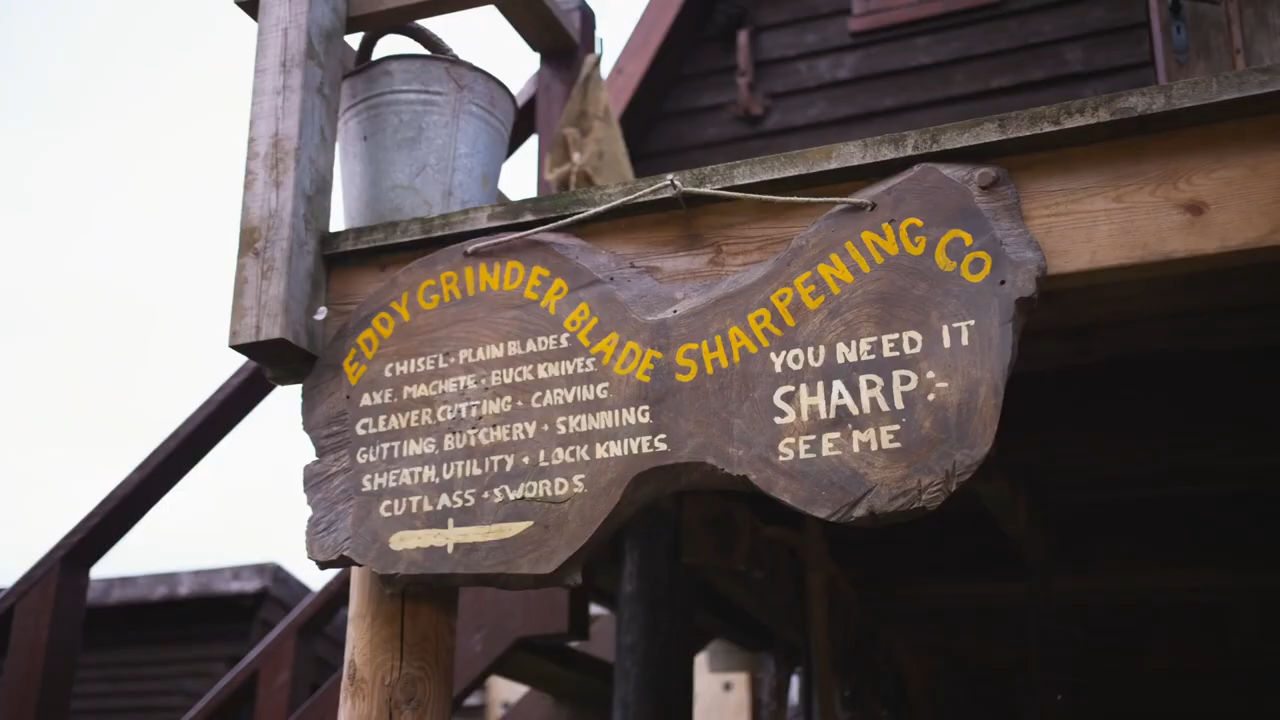 EDDY GRINDER BLADE SHARPENING CO
CHISEL • PLAIN BLADES.
AXE, MACHETE • BUCK KNIVES.
CLEAVER, CUTTING • CARVING.
GUTTING, BUTCHERY • SKINNING.
SHEATH, UTILITY • LOCK KNIVES.
CUTLASS • SWORDS.
YOU NEED IT
SHARP:-
SEE ME